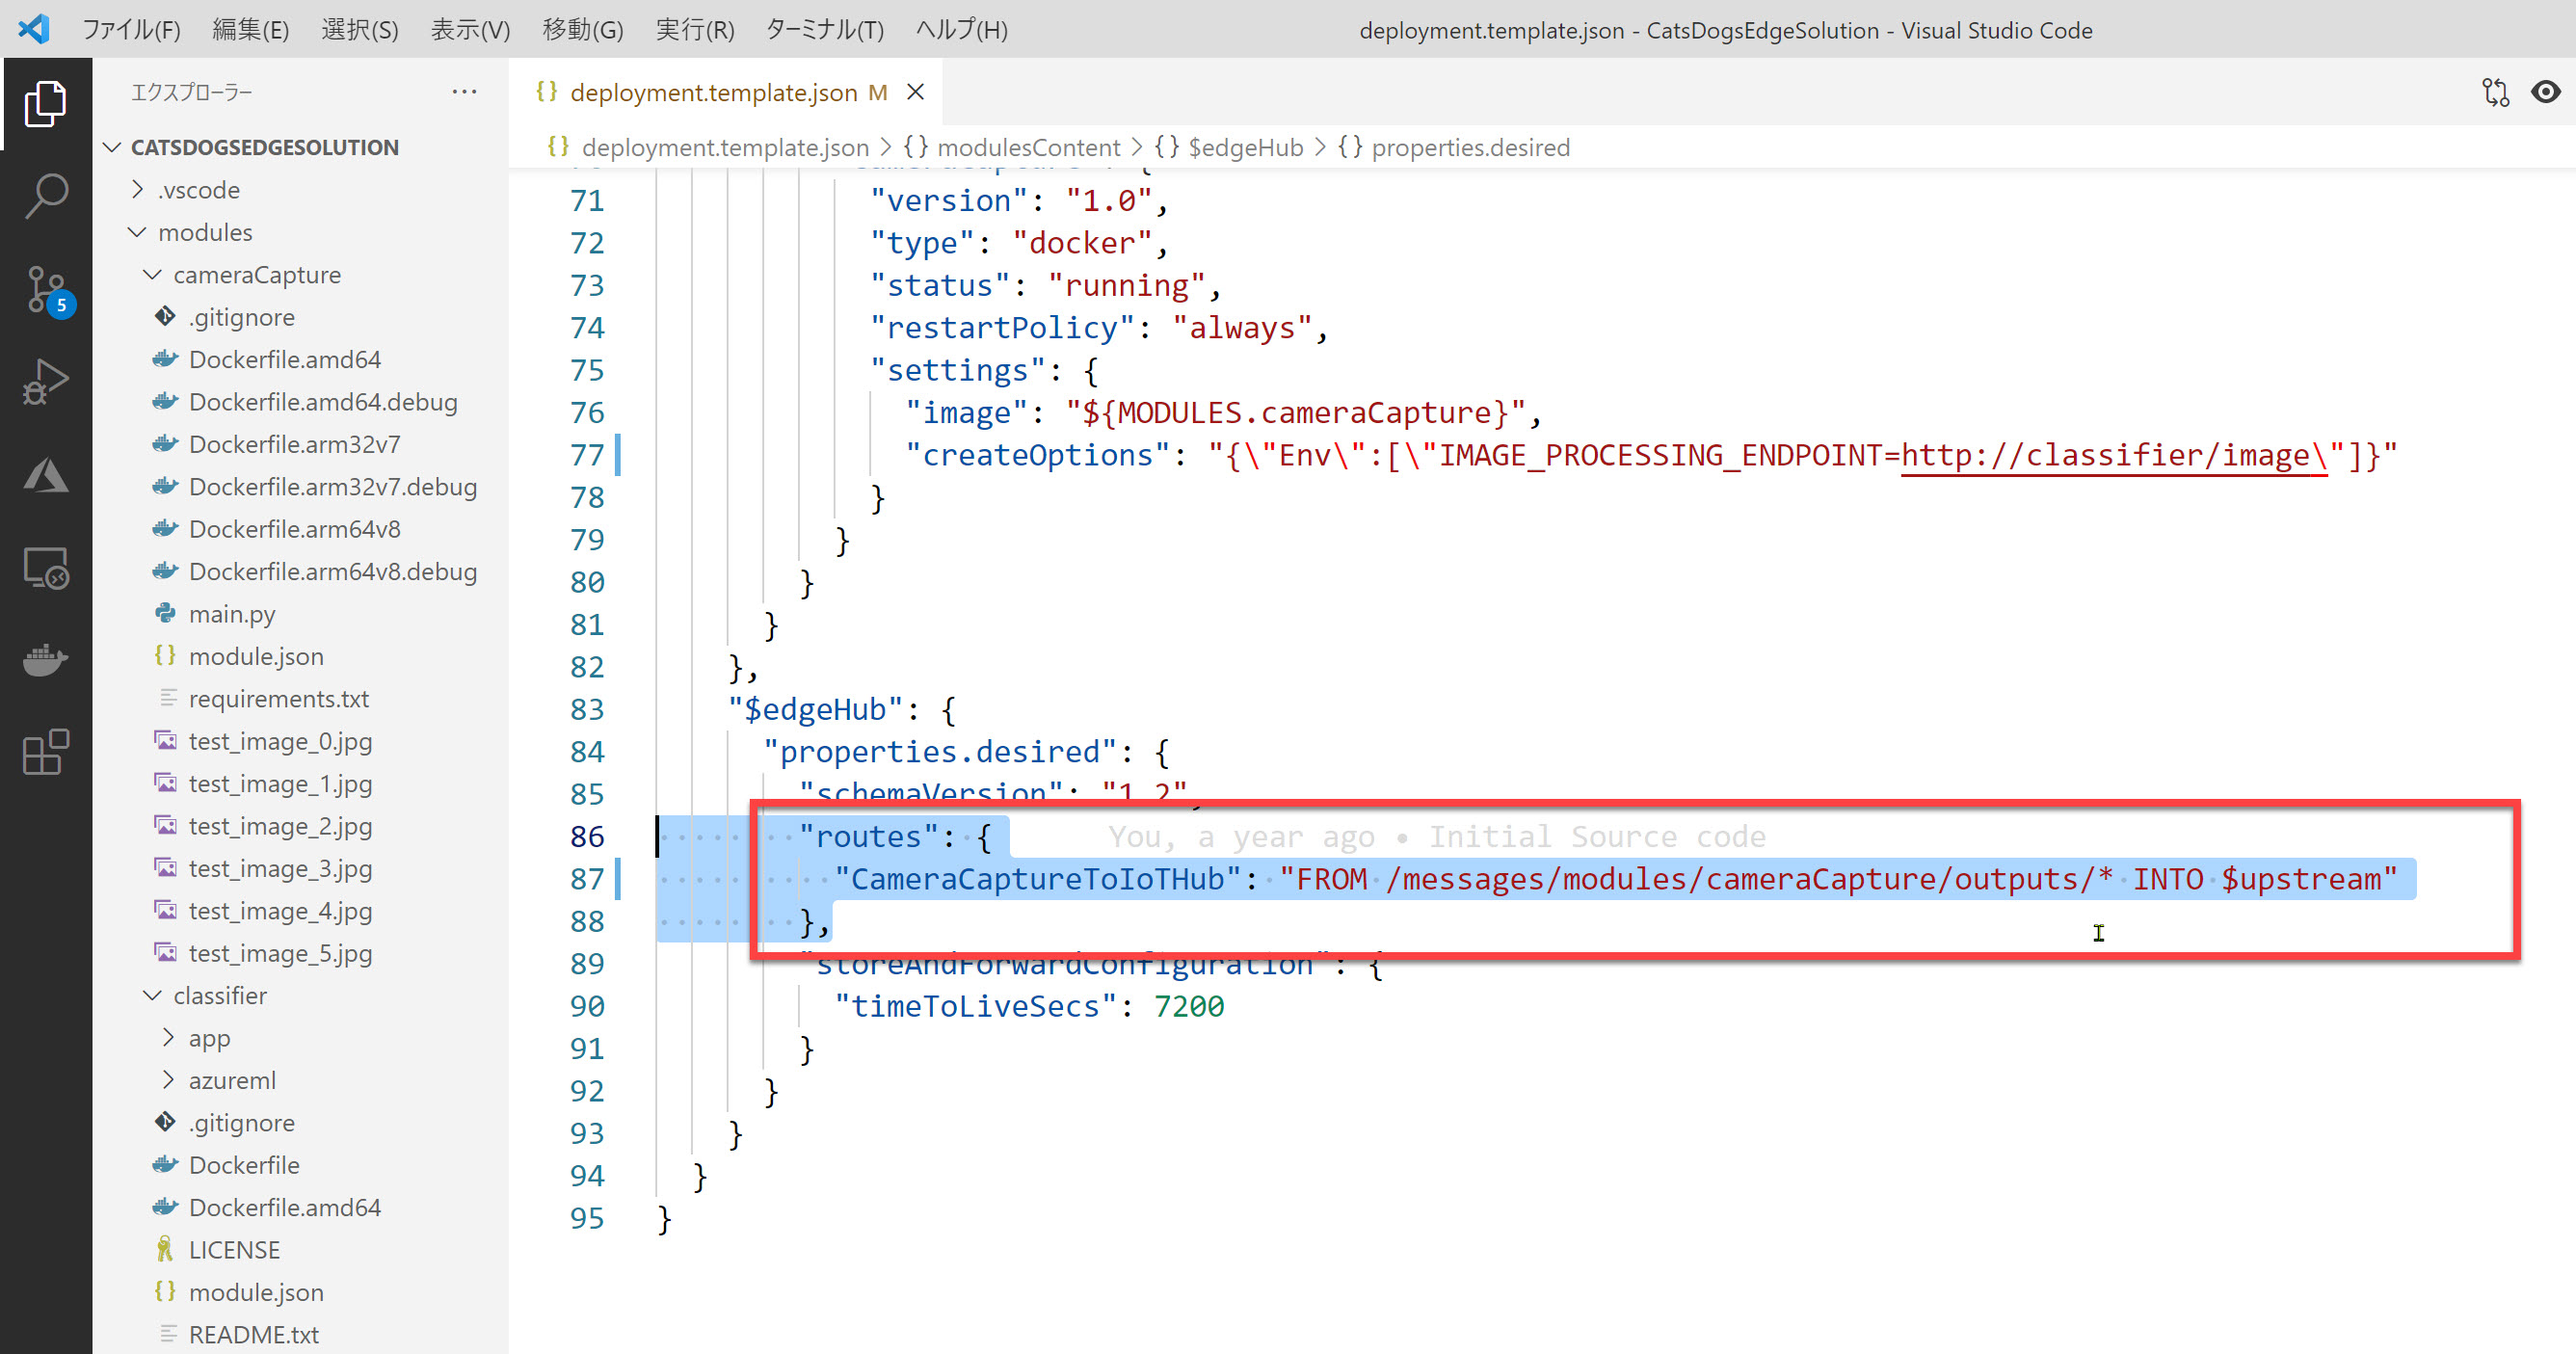 ファイル(F) 編集(E) 選択(S) 表示(V) 移動(G) 実行(R) ターミナル(T) ヘルプ(H) deployment.template.json - CatsDogsEdgeSolution - Visual Studio Code
エクスプローラー ···
CATSDOGSEDGESOLUTION
.vscode
modules
cameraCapture
.gitignore
Dockerfile.amd64
Dockerfile.amd64.debug
Dockerfile.arm32v7
Dockerfile.arm32v7.debug
Dockerfile.arm64v8
Dockerfile.arm64v8.debug
main.py
{} module.json
requirements.txt
test_image_0.jpg
test_image_1.jpg
test_image_2.jpg
test_image_3.jpg
test_image_4.jpg
test_image_5.jpg
classifier
app
azureml
.gitignore
Dockerfile
Dockerfile.amd64
LICENSE
{} module.json
README.txt
5
{} deployment.template.json M
{} deployment.template.json > {} modulesContent > {} $edgeHub > {} properties.desired
71 "version": "1.0",
72 "type": "docker",
73 "status": "running",
74 "restartPolicy": "always",
75 "settings": {
76 "image": "${MODULES.cameraCapture}",
77 "createOptions": "{\"Env\":[\"IMAGE_PROCESSING_ENDPOINT=http://classifier/image\"]}"
78 }
79 }
80 }
81 }
82 },
83 "$edgeHub": {
84 "properties.desired": {
85 "schemaVersion": "1.2",
86 "routes": { You, a year ago • Initial Source code
87 "CameraCaptureToIoTHub": "FROM /messages/modules/cameraCapture/outputs/* INTO $upstream"
88 },
89 "storeAndForwardConfiguration": {
90 "timeToLiveSecs": 7200
91 }
92 }
93 }
94 }
95 }